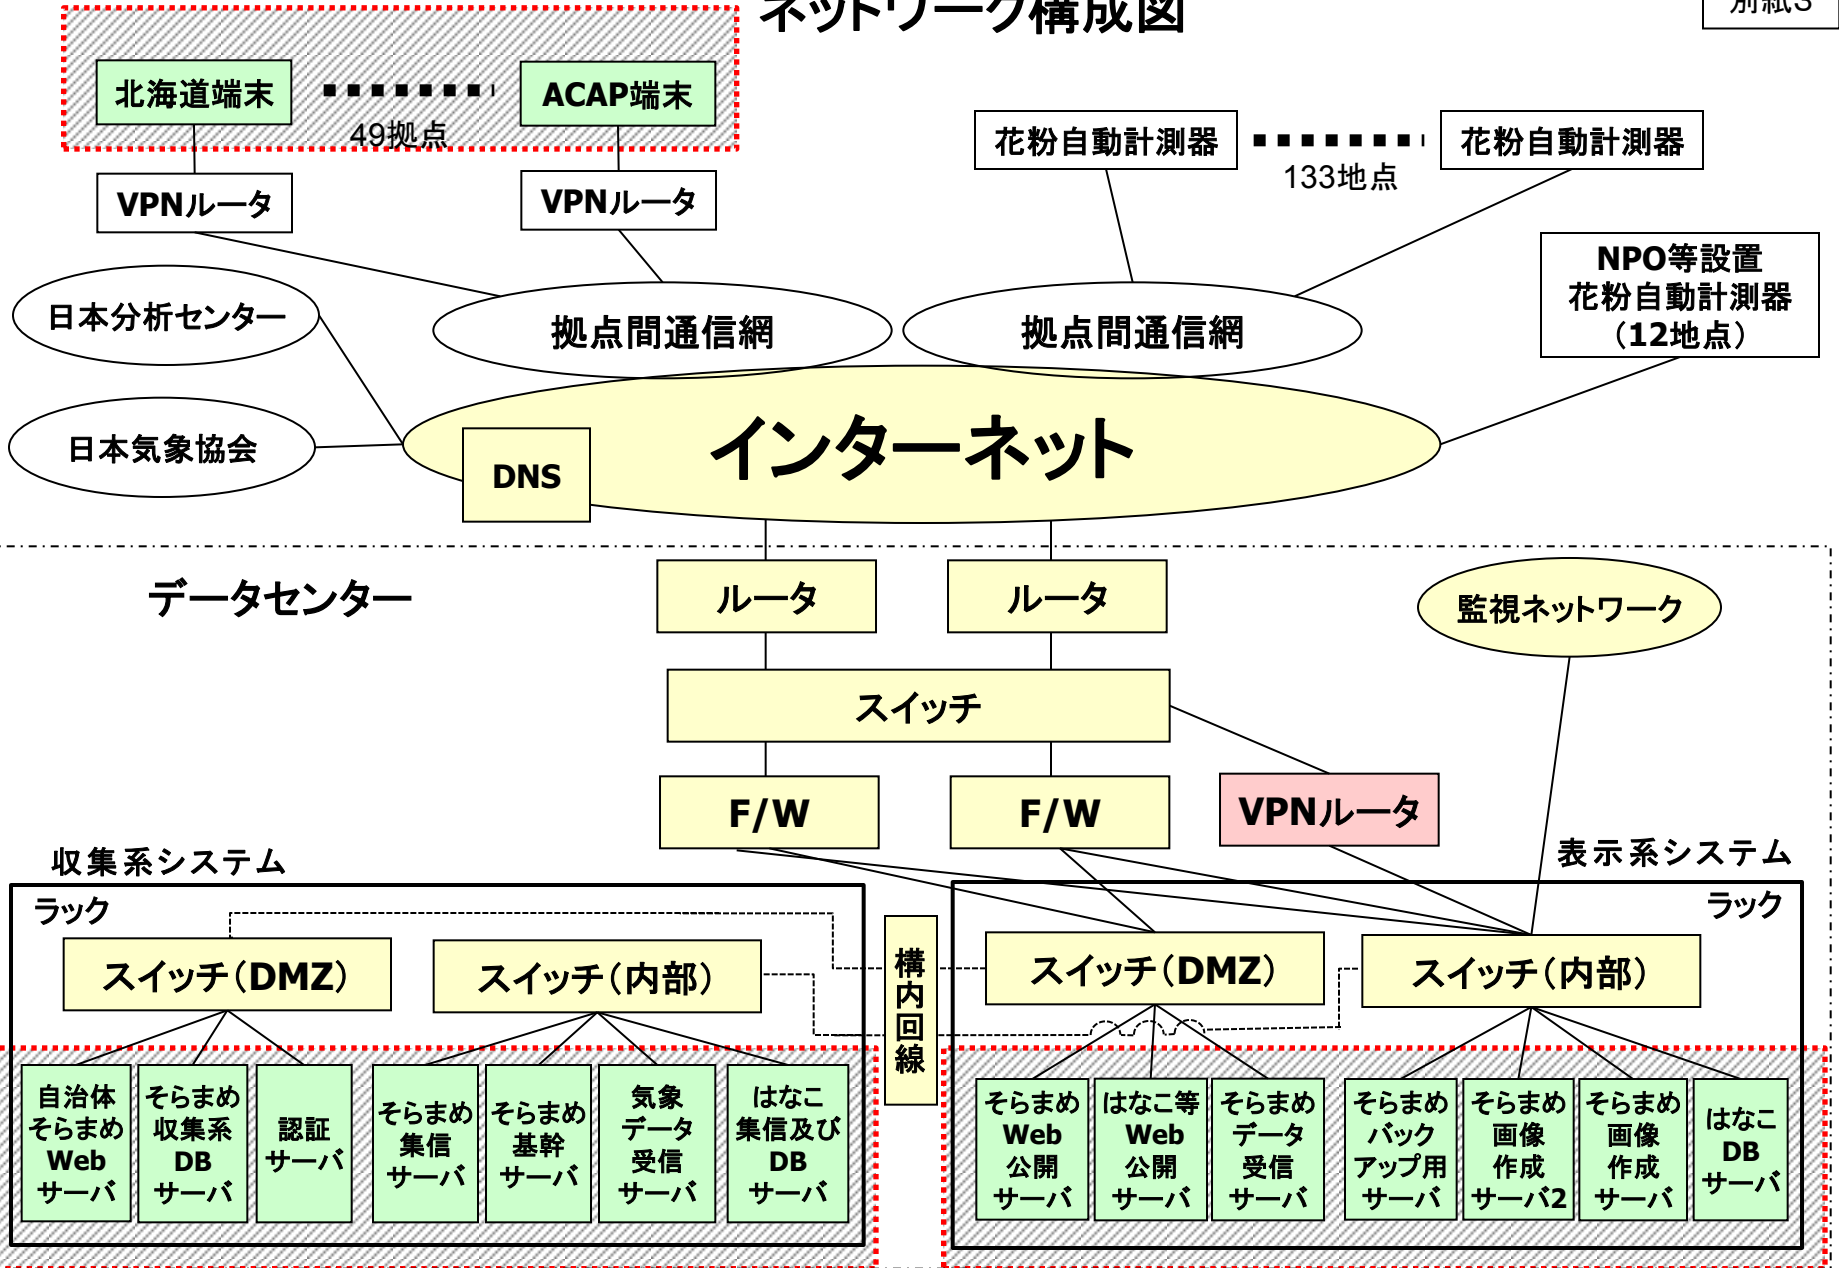 ネットワーク構成図
別紙3
北海道端末
ACAP端末
49拠点
花粉自動計測器
花粉自動計測器
133地点
VPNルータ
VPNルータ
NPO等設置
花粉自動計測器
（12地点）
日本分析センター
拠点間通信網
拠点間通信網
日本気象協会
インターネット
DNS
データセンター
ルータ
ルータ
監視ネットワーク
スイッチ
F/W
F/W
VPNルータ
収集系システム
表示系システム
ラック
ラック
スイッチ（DMZ）
スイッチ（内部）
構
内
回
線
スイッチ（DMZ）
スイッチ（内部）
自治体
そらまめ
Web
サーバ
そらまめ
収集系
DB
サーバ
認証
サーバ
そらまめ
集信
サーバ
そらまめ
基幹
サーバ
気象
データ
受信
サーバ
はなこ
集信及び
DB
サーバ
そらまめ
Web
公開
サーバ
はなこ等
Web
公開
サーバ
そらまめ
データ
受信
サーバ
そらまめ
バック
アップ用
サーバ
そらまめ
画像
作成
サーバ2
そらまめ
画像
作成
サーバ
はなこ
DB
サーバ